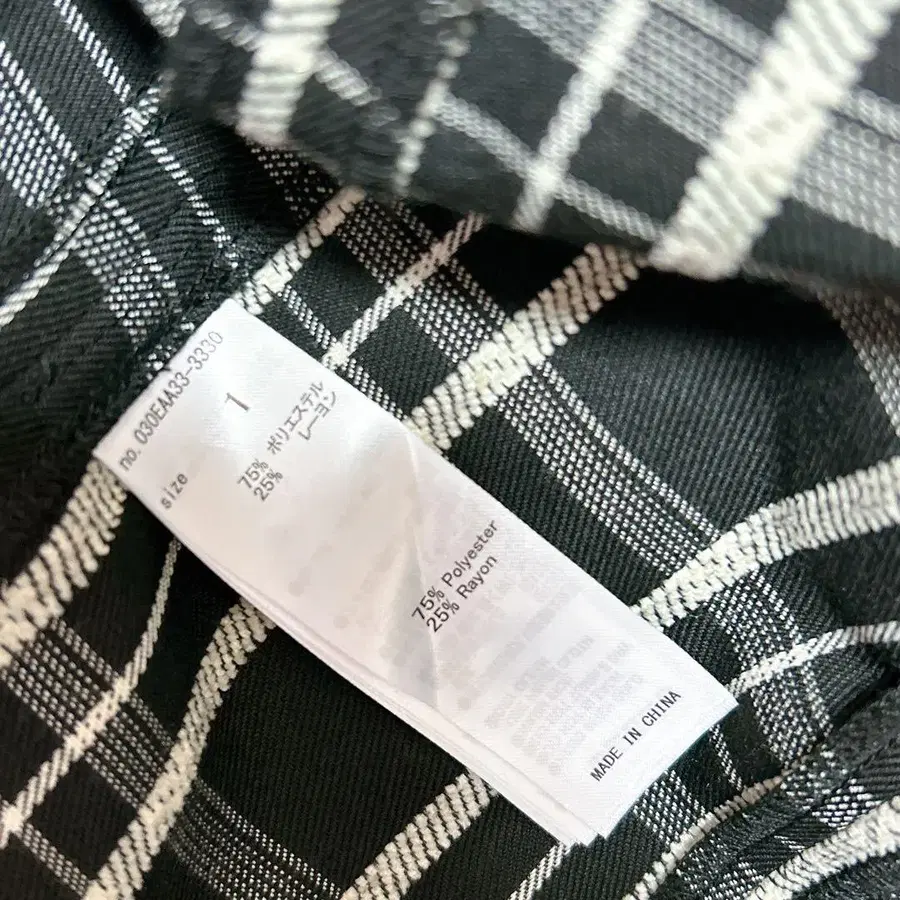 no. 030EAA33-3330
size 1
75% ポリエステル
25% レーヨン
75% Polyester
25% Rayon
MADE IN CHINA